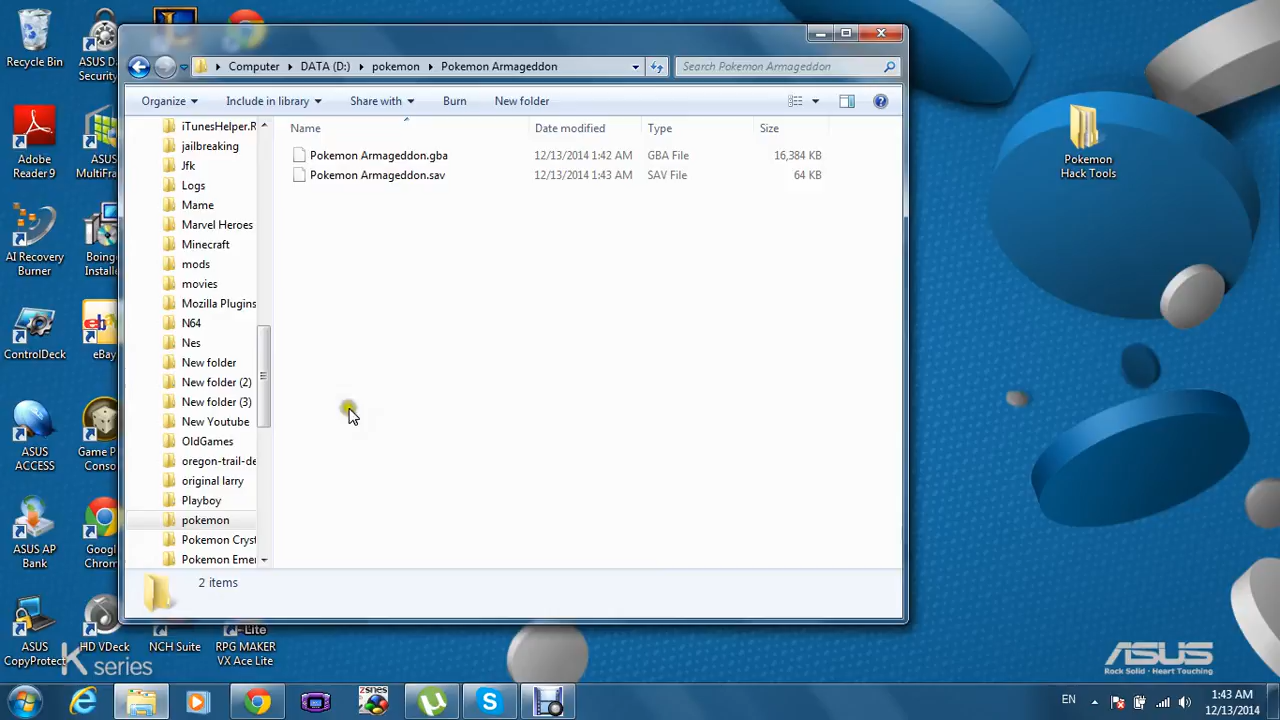 Recycle Bin
ASUS Da
Security
Adobe
Reader 9
ASUS
MultiFram
AI Recovery
Burner
Boing
Installe
ControlDeck
eBay
ASUS
ACCESS
Game P
Conso
ASUS AP
Bank
Goog
Chrom
ASUS
CopyProtect
HD VDeck
NCH Suite
-Lite
RPG MAKER
VX Ace Lite
K series
Computer
DATA (D:)
pokemon
Pokemon Armageddon
Search Pokemon Armageddon
Organize
Include in library
Share with
Burn
New folder
iTunesHelper.R
jailbreaking
Jfk
Logs
Mame
Marvel Heroes
Minecraft
mods
movies
Mozilla Plugins
N64
Nes
New folder
New folder (2)
New folder (3)
New Youtube
OldGames
oregon-trail-de
original larry
Playboy
pokemon
Pokemon Cryst
Pokemon Emer
Name Date modified Type Size
Pokemon Armageddon.gba 12/13/2014 1:42 AM GBA File 16,384 KB
Pokemon Armageddon.sav 12/13/2014 1:43 AM SAV File 64 KB
2 items
Pokemon
Hack Tools
ASUS
Rock Solid · Heart Touching
zsnes
EN
1:43 AM
12/13/2014